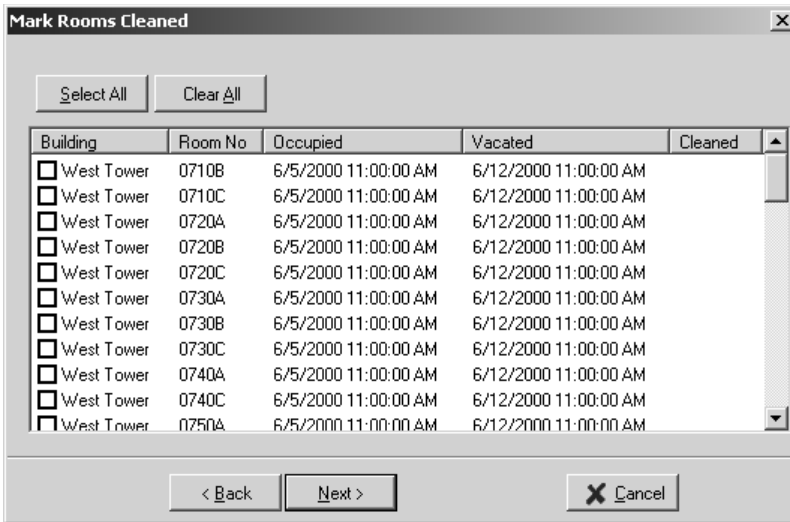 Mark Rooms Cleaned
Select All Clear All
Building Room No Occupied Vacated Cleaned
West Tower 0710B 6/5/2000 11:00:00 AM 6/12/2000 11:00:00 AM
West Tower 0710C 6/5/2000 11:00:00 AM 6/12/2000 11:00:00 AM
West Tower 0720A 6/5/2000 11:00:00 AM 6/12/2000 11:00:00 AM
West Tower 0720B 6/5/2000 11:00:00 AM 6/12/2000 11:00:00 AM
West Tower 0720C 6/5/2000 11:00:00 AM 6/12/2000 11:00:00 AM
West Tower 0730A 6/5/2000 11:00:00 AM 6/12/2000 11:00:00 AM
West Tower 0730B 6/5/2000 11:00:00 AM 6/12/2000 11:00:00 AM
West Tower 0730C 6/5/2000 11:00:00 AM 6/12/2000 11:00:00 AM
West Tower 0740A 6/5/2000 11:00:00 AM 6/12/2000 11:00:00 AM
West Tower 0740C 6/5/2000 11:00:00 AM 6/12/2000 11:00:00 AM
West Tower 0750A 6/5/2000 11:00:00 AM 6/12/2000 11:00:00 AM
< Back Next > Cancel